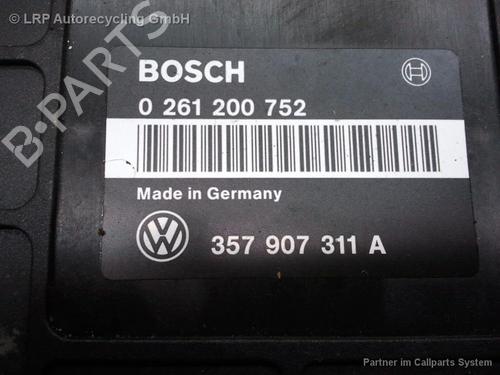 © LRP Autorecycling GmbH
B-PARTS
BOSCH
0 261 200 752
Made in Germany
357 907 311 A
Partner im Callparts System